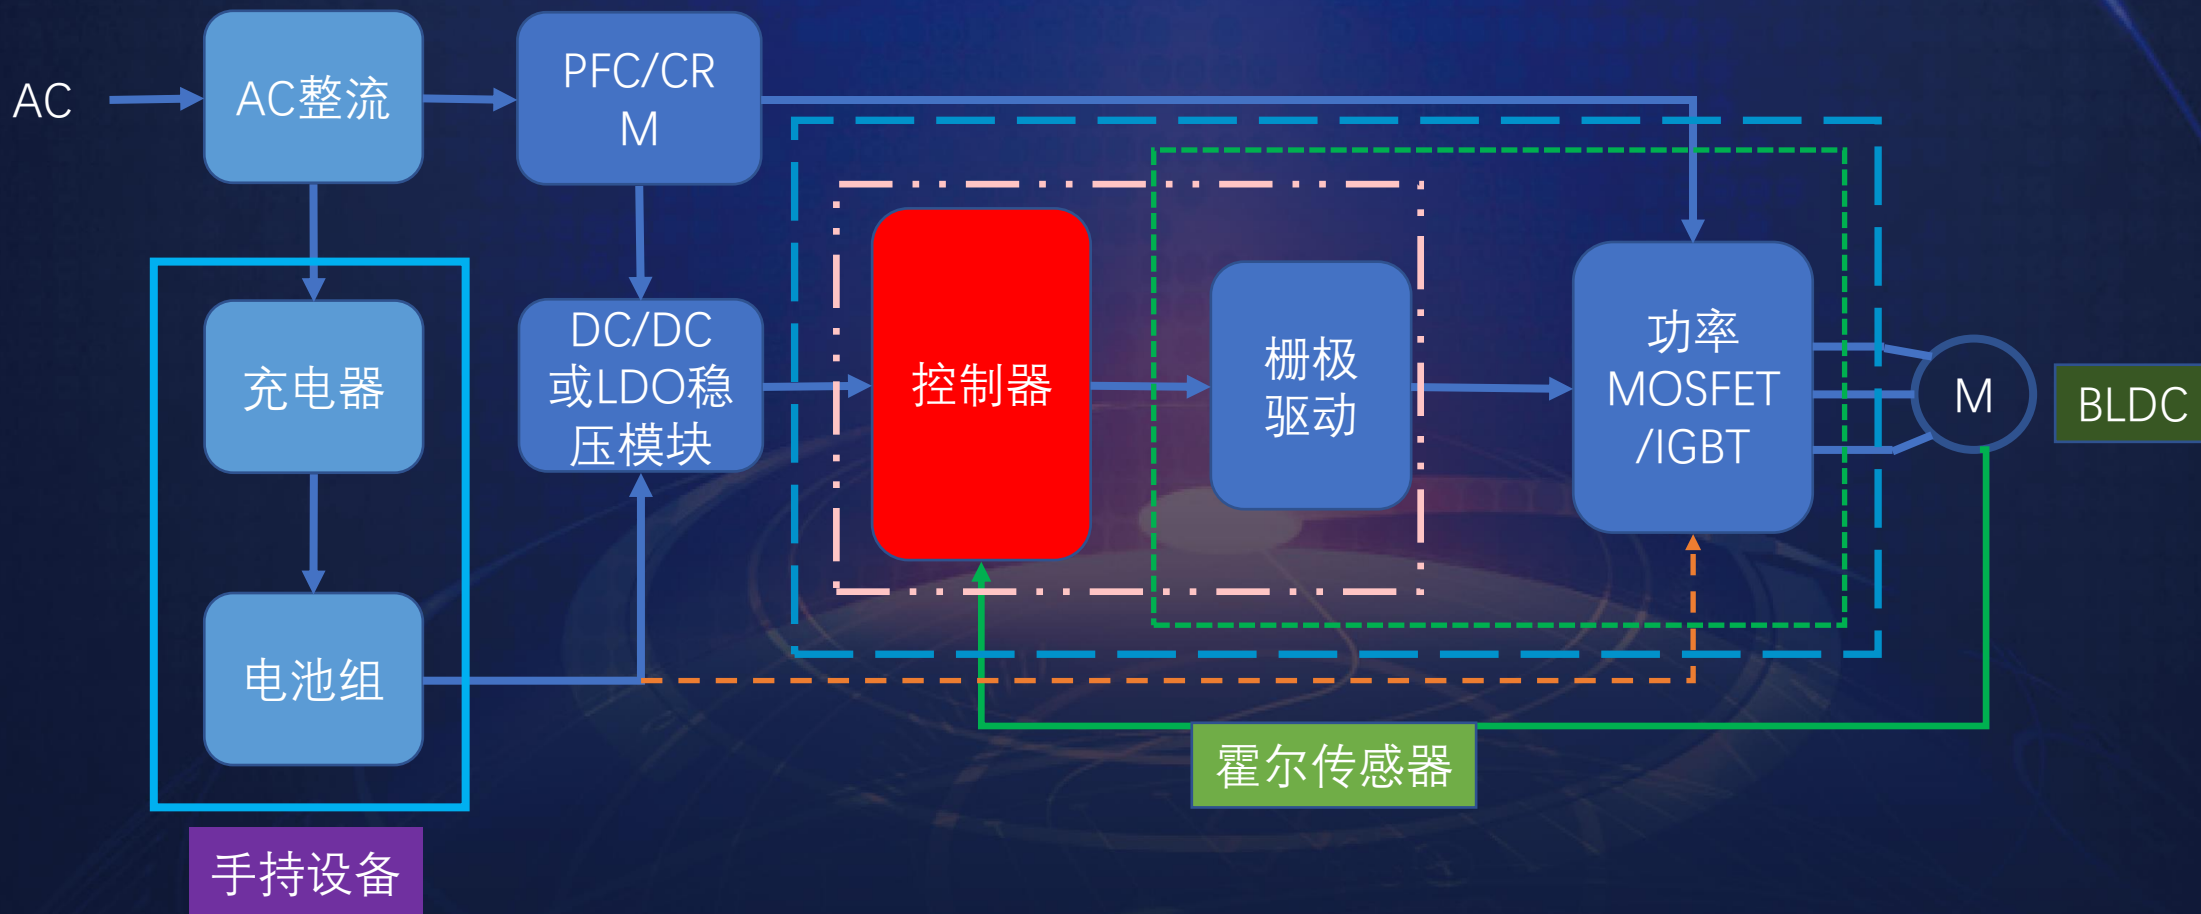 AC
AC整流
PFC/CR
M
充电器
DC/DC
或LDO稳
压模块
控制器
栅极
驱动
功率
MOSFET
/IGBT
M
BLDC
电池组
霍尔传感器
手持设备